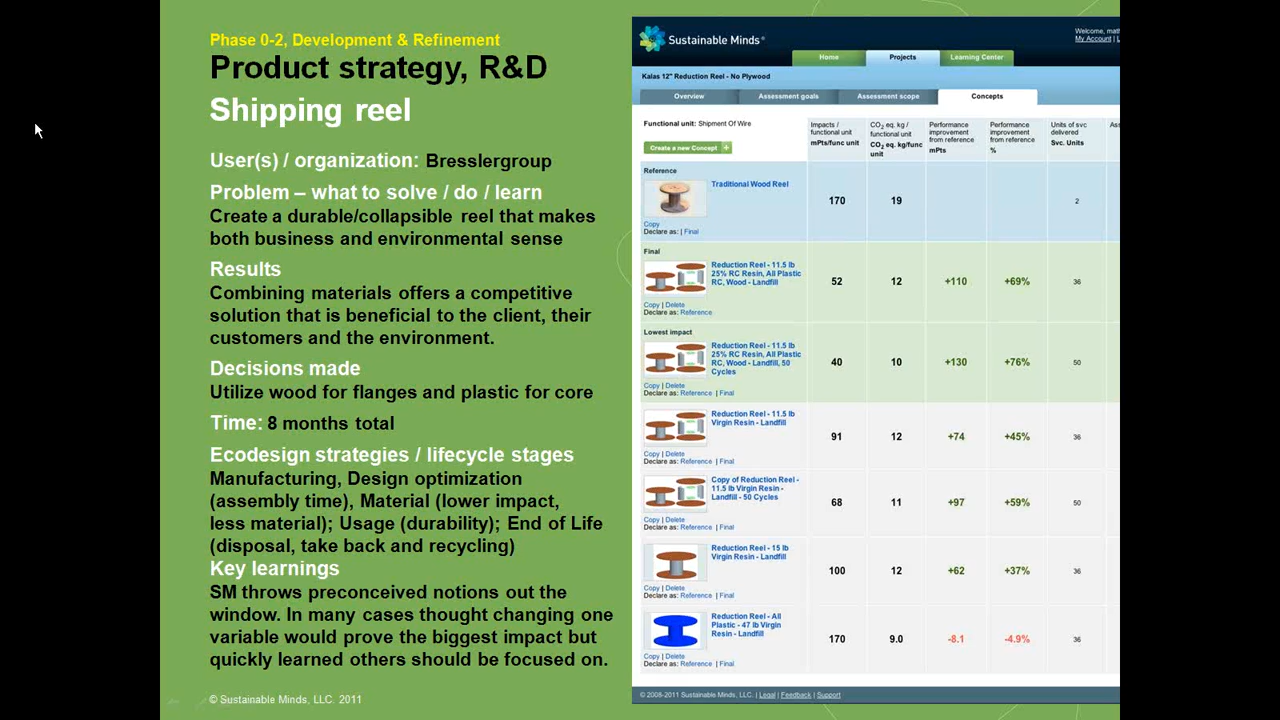 Phase 0-2, Development & Refinement
Product strategy, R&D
Shipping reel
User(s) / organization: Bresslergroup
Problem – what to solve / do / learn
Create a durable/collapsible reel that makes
both business and environmental sense
Results
Combining materials offers a competitive
solution that is beneficial to the client, their
customers and the environment.
Decisions made
Utilize wood for flanges and plastic for core
Time: 8 months total
Ecodesign strategies / lifecycle stages
Manufacturing, Design optimization
(assembly time), Material (lower impact,
less material); Usage (durability); End of Life
(disposal, take back and recycling)
Key learnings
SM throws preconceived notions out the
window. In many cases thought changing one
variable would prove the biggest impact but
quickly learned others should be focused on.
© Sustainable Minds, LLC. 2011
Sustainable Minds®
Welcome, mat
My Account | L
Home Projects Learning Center
Kalas 12" Reduction Reel - No Plywood
Overview Assessment goals Assessment scope Concepts
Functional unit: Shipment Of Wire
Create a new Concept +
Impacts /
functional unit
mPts/func unit
CO2 eq. kg /
functional unit
CO2 eq. kg/func
unit
Performance
improvement
from reference
mPts
Performance
improvement
from reference
%
Units of svc
delivered
Svc. Units
Ass
Reference
Traditional Wood Reel
170 19 2
Copy
Declare as: | Final
Final
Reduction Reel - 11.5 lb
25% RC Resin, All Plastic
RC, Wood - Landfill
52 12 +110 +69% 36
Copy | Delete
Declare as: Reference
Lowest impact
Reduction Reel - 11.5 lb
25% RC Resin, All Plastic
RC, Wood - Landfill, 50
Cycles
40 10 +130 +76% 50
Copy | Delete
Declare as: Reference | Final
Reduction Reel - 11.5 lb
Virgin Resin - Landfill
91 12 +74 +45% 36
Copy | Delete
Declare as: Reference | Final
Copy of Reduction Reel -
11.5 lb Virgin Resin -
Landfill - 50 Cycles
68 11 +97 +59% 50
Copy | Delete
Declare as: Reference | Final
Reduction Reel - 15 lb
Virgin Resin - Landfill
100 12 +62 +37% 36
Copy | Delete
Declare as: Reference | Final
Reduction Reel - All
Plastic - 47 lb Virgin
Resin - Landfill
170 9.0 -8.1 -4.9% 36
Copy | Delete
Declare as: Reference | Final
© 2008-2011 Sustainable Minds, LLC. | Legal | Feedback | Support